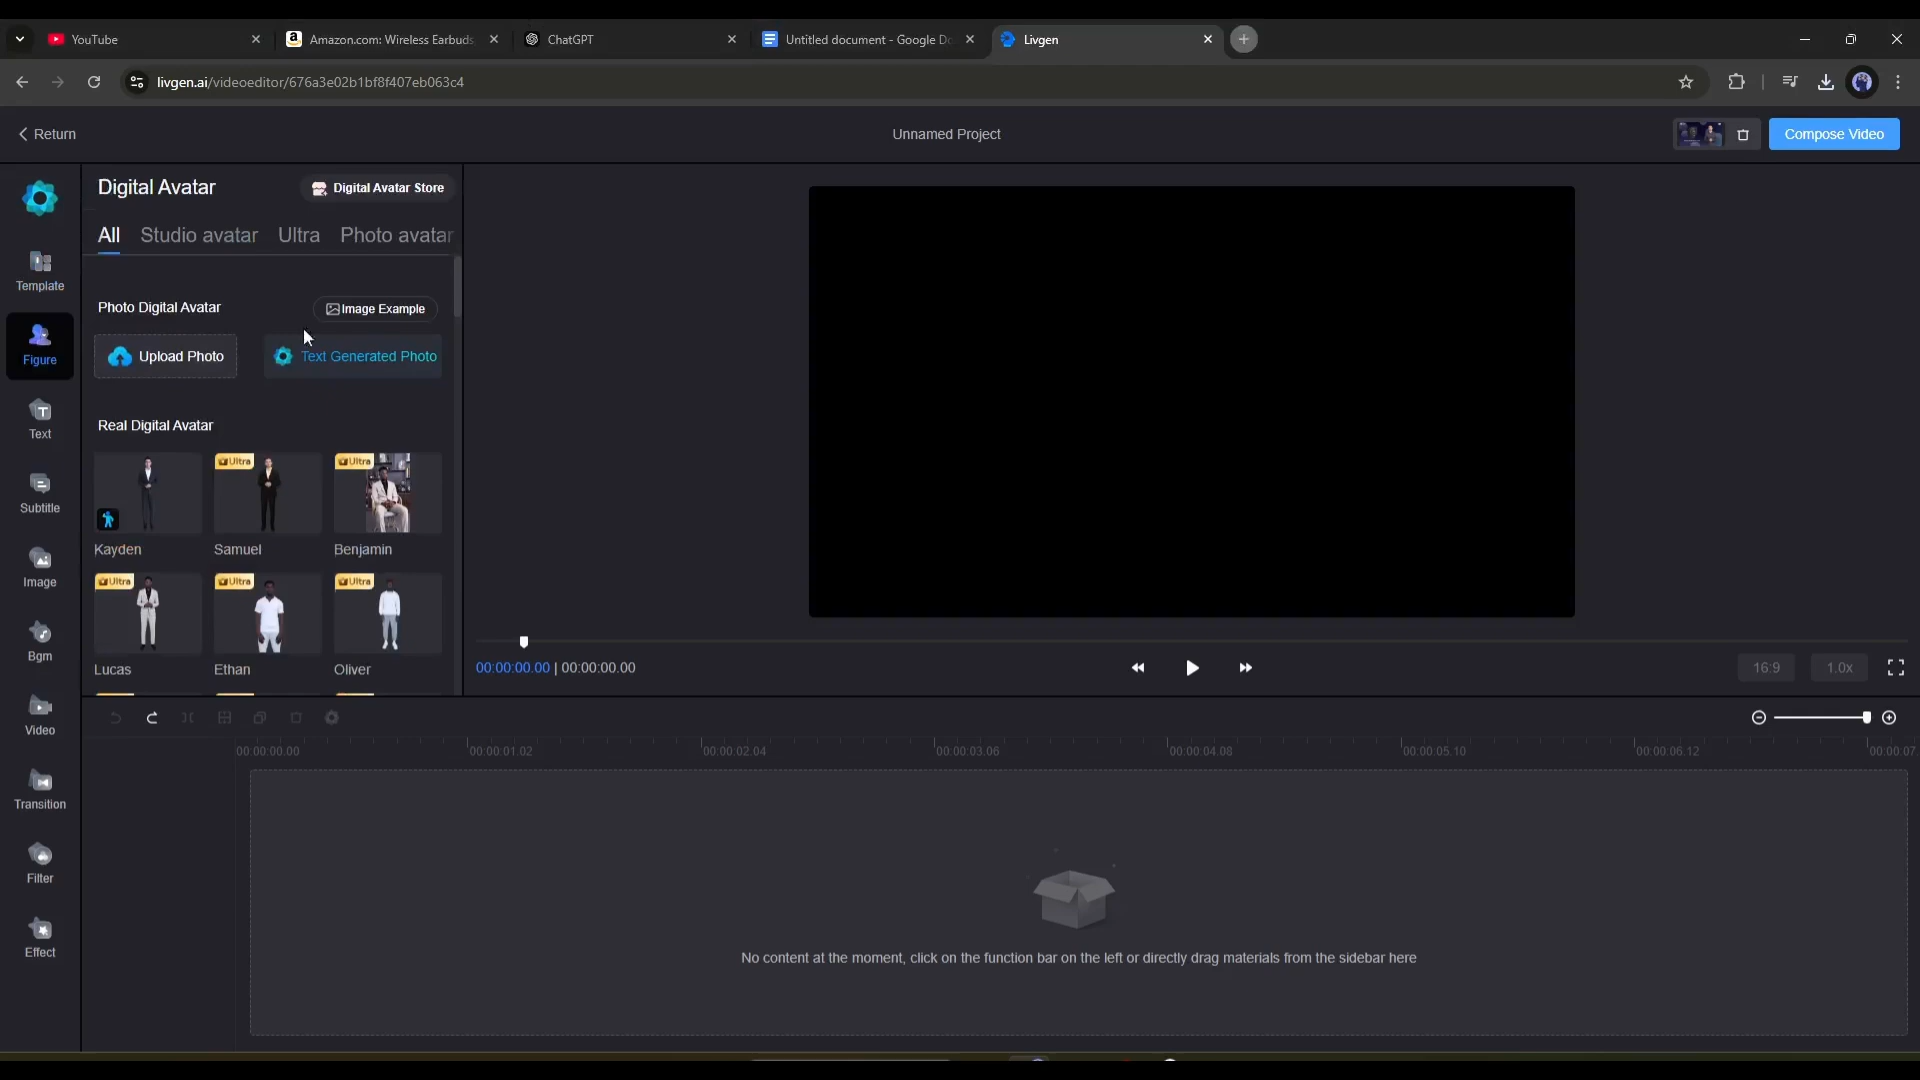 YouTube
Amazon.com: Wireless Earbuds
ChatGPT
Untitled document - Google Do
Livgen
livgen.ai/videoeditor/676a3e02b1bf8f407eb063c4
Return
Unnamed Project
Compose Video
Digital Avatar
Digital Avatar Store
All
Studio avatar
Ultra
Photo avatar
Template
Figure
Text
Subtitle
Image
Bgm
Video
Transition
Filter
Effect
Photo Digital Avatar
Image Example
Upload Photo
Text Generated Photo
Real Digital Avatar
Ultra
Ultra
Kayden
Samuel
Benjamin
Ultra
Ultra
Ultra
Lucas
Ethan
Oliver
00:00:00.00 | 00:00:00.00
16:9
1.0x
00:00:00.00
00:00:01.02
00:00:02.04
00:00:03.06
00:00:04.08
00:00:05.10
00:00:06.12
00:00:07.
No content at the moment, click on the function bar on the left or directly drag materials from the sidebar here